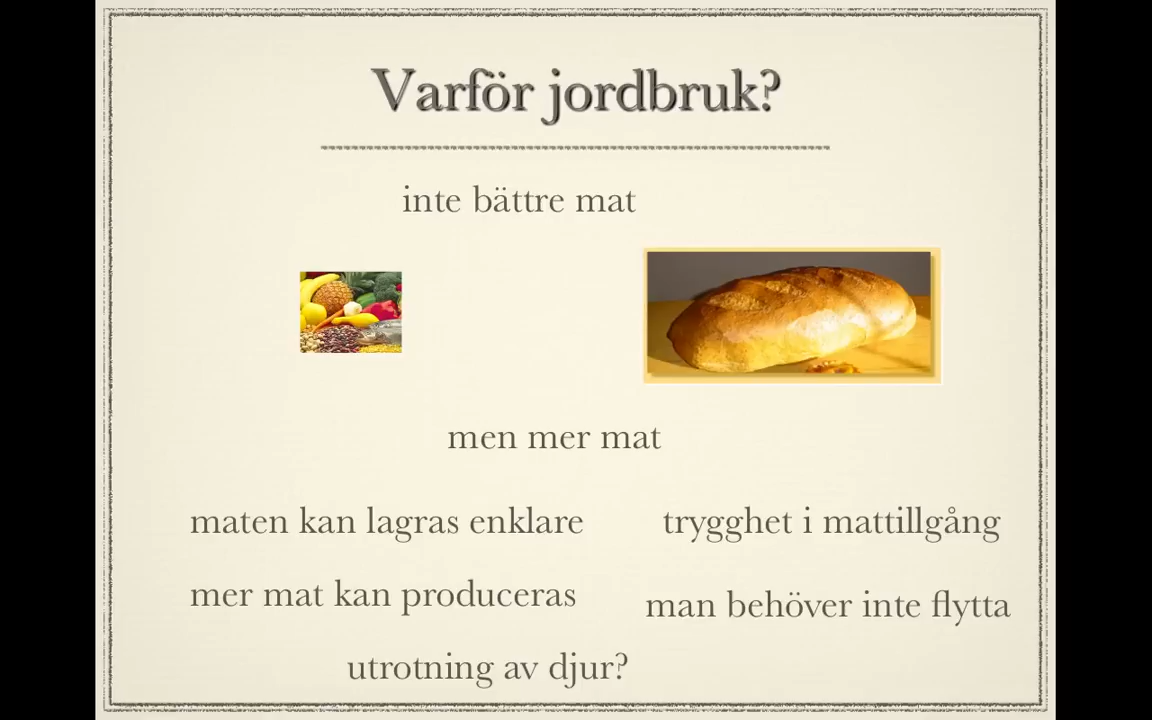 Varför jordbruk?
inte bättre mat
men mer mat
maten kan lagras enklare
trygghet i mattillgång
mer mat kan produceras
man behöver inte flytta
utrotning av djur?